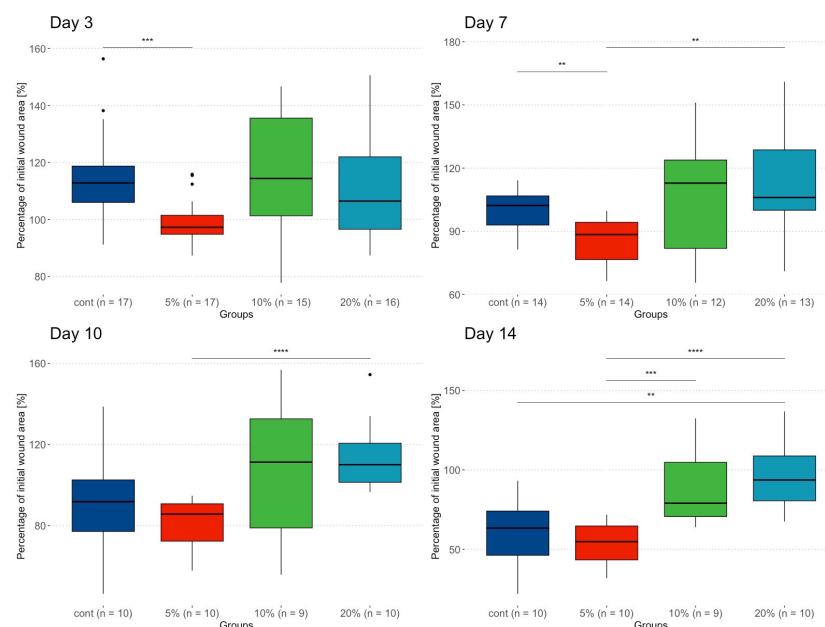 Day 3
Percentage of initial wound area [%]
160
140
120
100
80
***
cont (n = 17) 5% (n = 17) 10% (n = 15) 20% (n = 16)
Groups
Day 7
Percentage of initial wound area [%]
180
150
120
90
60
**
**
cont (n = 14) 5% (n = 14) 10% (n = 12) 20% (n = 13)
Groups
Day 10
Percentage of initial wound area [%]
160
120
80
****
cont (n = 10) 5% (n = 10) 10% (n = 9) 20% (n = 10)
Groups
Day 14
Percentage of initial wound area [%]
150
100
50
****
***
**
cont (n = 10) 5% (n = 10) 10% (n = 9) 20% (n = 10)
Groups